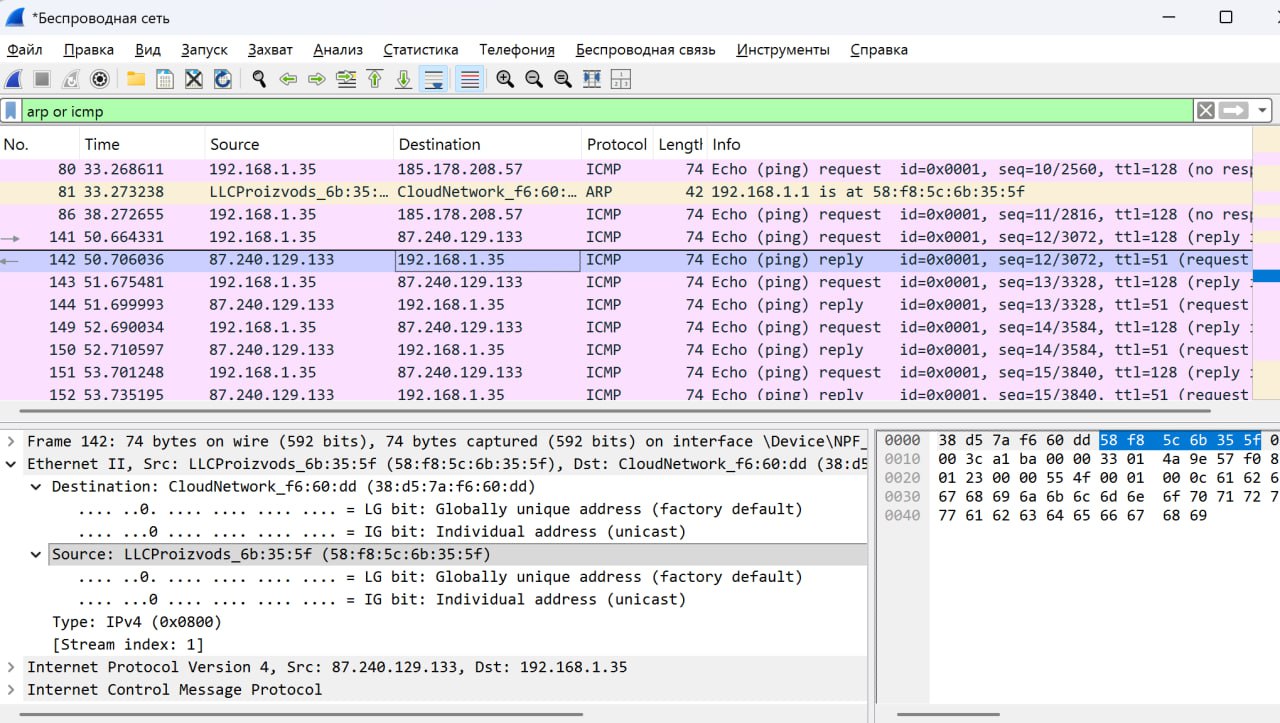 *Беспроводная сеть
Файл Правка Вид Запуск Захват Анализ Статистика Телефония Беспроводная связь Инструменты Справка
arp or icmp
No. Time Source Destination Protocol Length Info
80 33.268611 192.168.1.35 185.178.208.57 ICMP 74 Echo (ping) request id=0x0001, seq=10/2560, ttl=128 (no resp
81 33.273238 LLCProizvods_6b:35:… CloudNetwork_f6:60:… ARP 42 192.168.1.1 is at 58:f8:5c:6b:35:5f
86 38.272655 192.168.1.35 185.178.208.57 ICMP 74 Echo (ping) request id=0x0001, seq=11/2816, ttl=128 (no resp
141 50.664331 192.168.1.35 87.240.129.133 ICMP 74 Echo (ping) request id=0x0001, seq=12/3072, ttl=128 (reply i
142 50.706036 87.240.129.133 192.168.1.35 ICMP 74 Echo (ping) reply id=0x0001, seq=12/3072, ttl=51 (request
143 51.675481 192.168.1.35 87.240.129.133 ICMP 74 Echo (ping) request id=0x0001, seq=13/3328, ttl=128 (reply i
144 51.699993 87.240.129.133 192.168.1.35 ICMP 74 Echo (ping) reply id=0x0001, seq=13/3328, ttl=51 (request
149 52.690034 192.168.1.35 87.240.129.133 ICMP 74 Echo (ping) request id=0x0001, seq=14/3584, ttl=128 (reply i
150 52.710597 87.240.129.133 192.168.1.35 ICMP 74 Echo (ping) reply id=0x0001, seq=14/3584, ttl=51 (request
151 53.701248 192.168.1.35 87.240.129.133 ICMP 74 Echo (ping) request id=0x0001, seq=15/3840, ttl=128 (reply i
152 53.735195 87.240.129.133 192.168.1.35 ICMP 74 Echo (ping) reply id=0x0001, seq=15/3840, ttl=51 (request
Frame 142: 74 bytes on wire (592 bits), 74 bytes captured (592 bits) on interface \Device\NPF_
Ethernet II, Src: LLCProizvods_6b:35:5f (58:f8:5c:6b:35:5f), Dst: CloudNetwork_f6:60:dd (38:d5
Destination: CloudNetwork_f6:60:dd (38:d5:7a:f6:60:dd)
.... ..0. .... .... .... .... = LG bit: Globally unique address (factory default)
.... ...0 .... .... .... .... = IG bit: Individual address (unicast)
Source: LLCProizvods_6b:35:5f (58:f8:5c:6b:35:5f)
.... ..0. .... .... .... .... = LG bit: Globally unique address (factory default)
.... ...0 .... .... .... .... = IG bit: Individual address (unicast)
Type: IPv4 (0x0800)
[Stream index: 1]
Internet Protocol Version 4, Src: 87.240.129.133, Dst: 192.168.1.35
Internet Control Message Protocol
0000 38 d5 7a f6 60 dd 58 f8 5c 6b 35 5f 0
0010 00 3c a1 ba 00 00 33 01 4a 9e 57 f0 8
0020 01 23 00 00 55 4f 00 01 00 0c 61 62 6
0030 67 68 69 6a 6b 6c 6d 6e 6f 70 71 72 7
0040 77 61 62 63 64 65 66 67 68 69